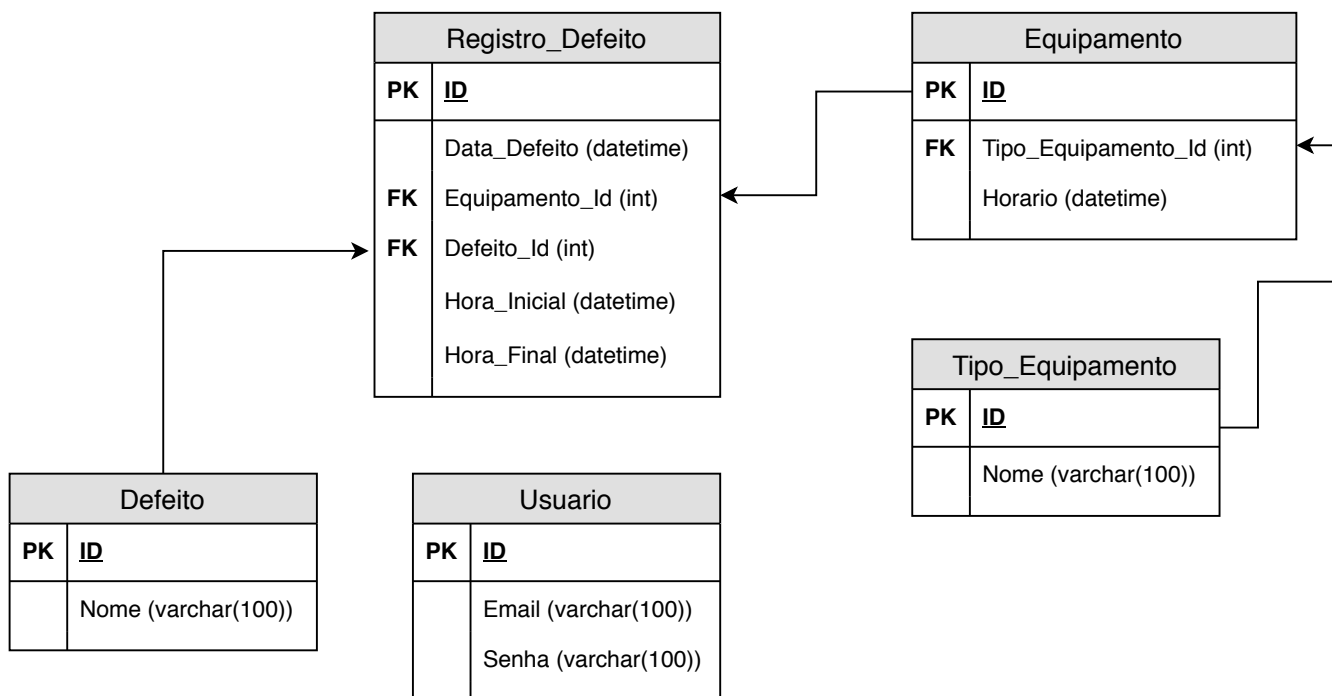 Registro_Defeito
PK ID
Data_Defeito (datetime)
FK Equipamento_Id (int)
FK Defeito_Id (int)
Hora_Inicial (datetime)
Hora_Final (datetime)
Equipamento
PK ID
FK Tipo_Equipamento_Id (int)
Horario (datetime)
Tipo_Equipamento
PK ID
Nome (varchar(100))
Defeito
PK ID
Nome (varchar(100))
Usuario
PK ID
Email (varchar(100))
Senha (varchar(100))